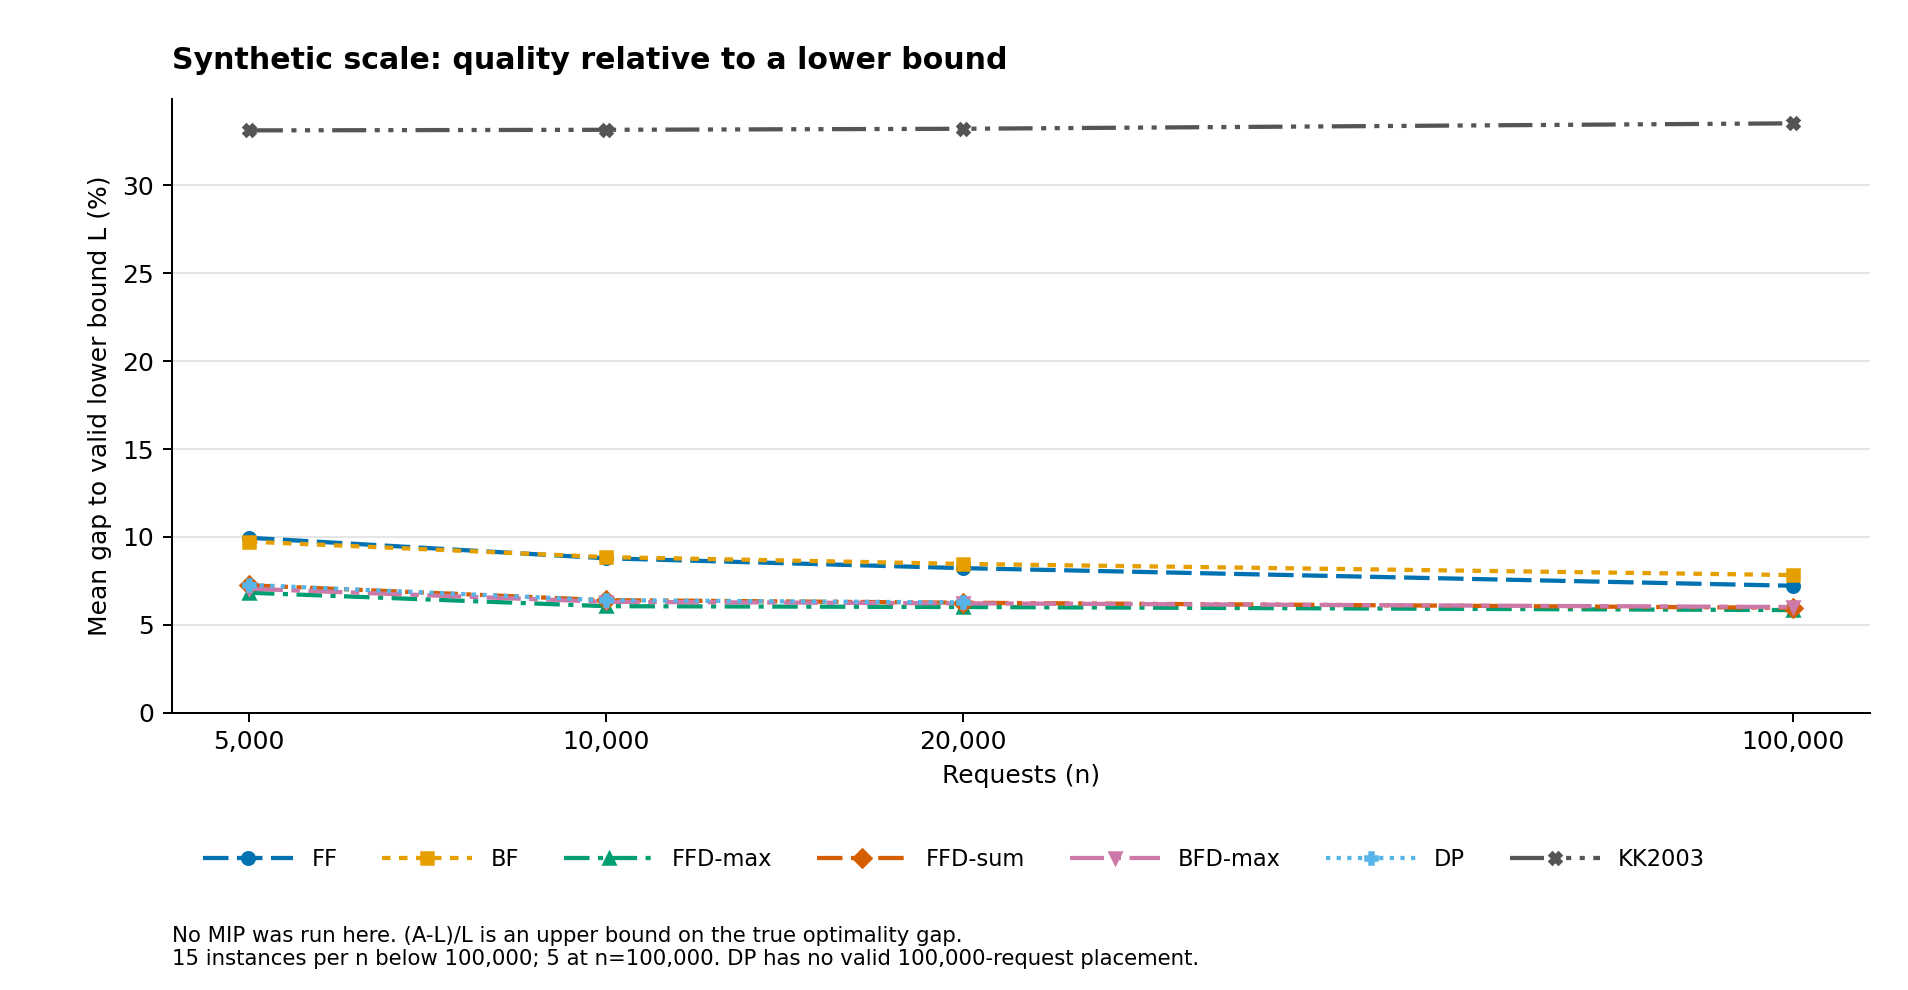 Synthetic scale: quality relative to a lower bound
Mean gap to valid lower bound L (%)
30
25
20
15
10
5
0
5,000 10,000 20,000 100,000
Requests (n)
FF BF FFD-max FFD-sum BFD-max DP KK2003
No MIP was run here. (A-L)/L is an upper bound on the true optimality gap.
15 instances per n below 100,000; 5 at n=100,000. DP has no valid 100,000-request placement.